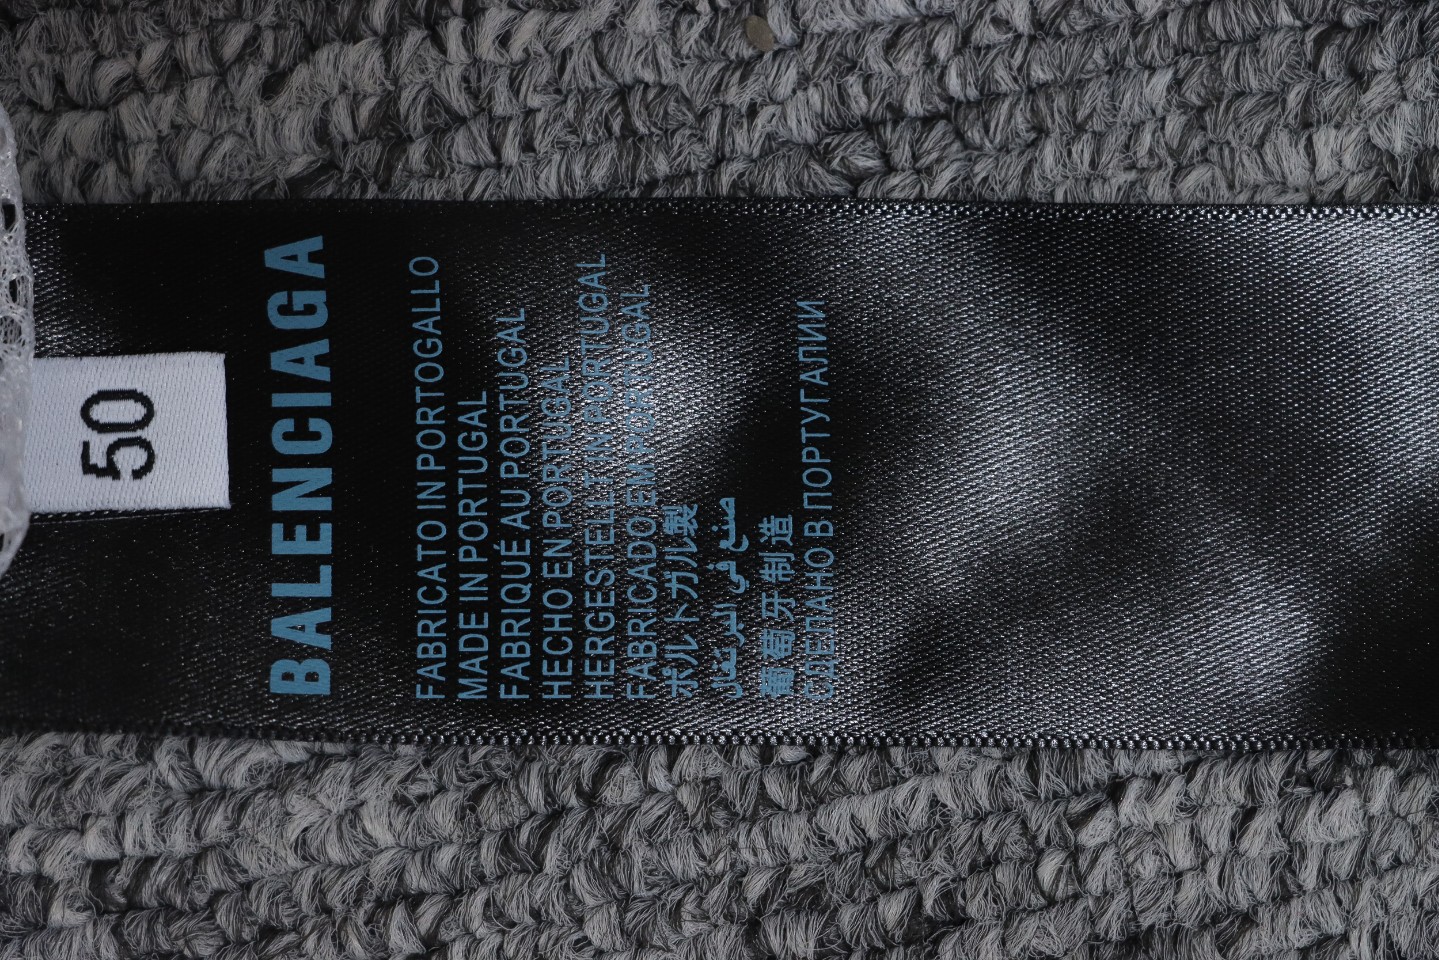 50
BALENCIAGA
FABRICATO IN PORTOGALLO
MADE IN PORTUGAL
FABRIQUÉ AU PORTUGAL
HECHO EN PORTUGAL
HERGESTELLT IN PORTUGAL
FABRICADO EM PORTUGAL
ポルトガル製
صنع في البرتغال
葡萄牙制造
СДЕЛАНО В ПОРТУГАЛИИ